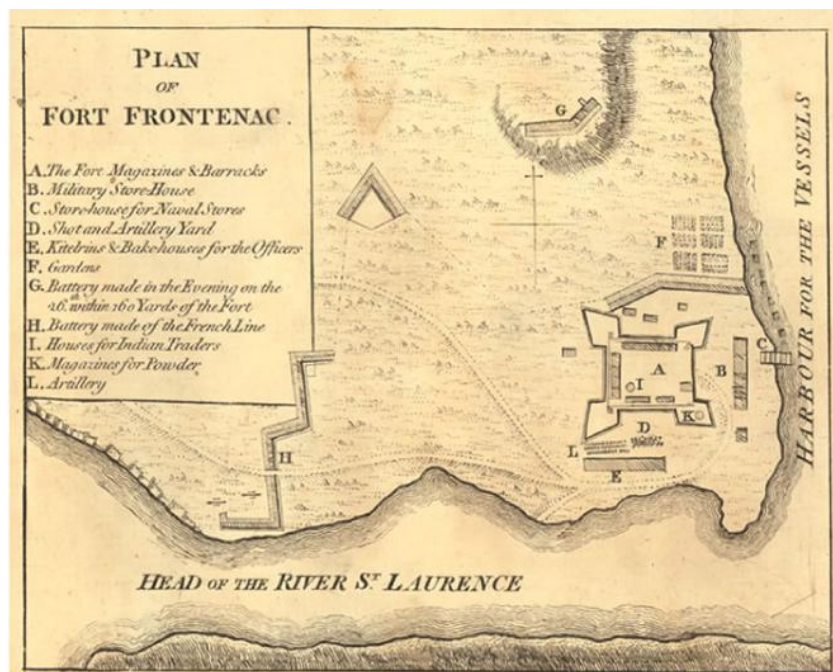 PLAN
OF
FORT FRONTENAC.
A. The Fort Magazines & Barracks
B. Military Store-House
C. Storehouse for Naval Stores
D. Shot and Artillery Yard
E. Kitchins & Bake-houses for the Officers
F. Gardens
G. Battery made in the Evening on the
26.th within 160 Yards of the Fort
H. Battery made of the French Line
I. Houses for Indian Traders
K. Magazines for Powder
L. Artillery
G
F
A
B
C
I
K
D
L
E
H
HARBOUR FOR THE VESSELS
HEAD OF THE RIVER ST. LAURENCE